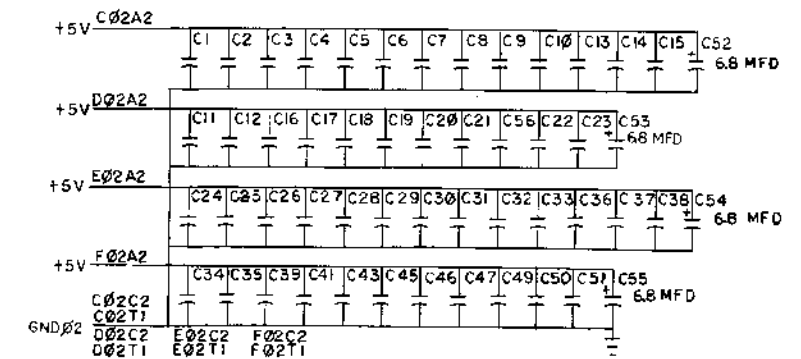 +5V CØ2A2
C1 C2 C3 C4 C5 C6 C7 C8 C9 C1Ø C13 C14 C15 C52
+ 6.8 MFD
+5V DØ2A2
C11 C12 C16 C17 C18 C19 C2Ø C21 C56 C22 C23 C53
+ 6.8 MFD
+5V EØ2A2
C24 C25 C26 C27 C28 C29 C3Ø C31 C32 C33 C36 C37 C38 C54
+ 6.8 MFD
+5V FØ2A2
C34 C35 C39 C41 C43 C45 C46 C47 C49 C5Ø C51 C55
+ 6.8 MFD
CØ2C2
CØ2T1
GNDØ2
DØ2C2 EØ2C2 FØ2C2
DØ2T1 EØ2T1 FØ2T1